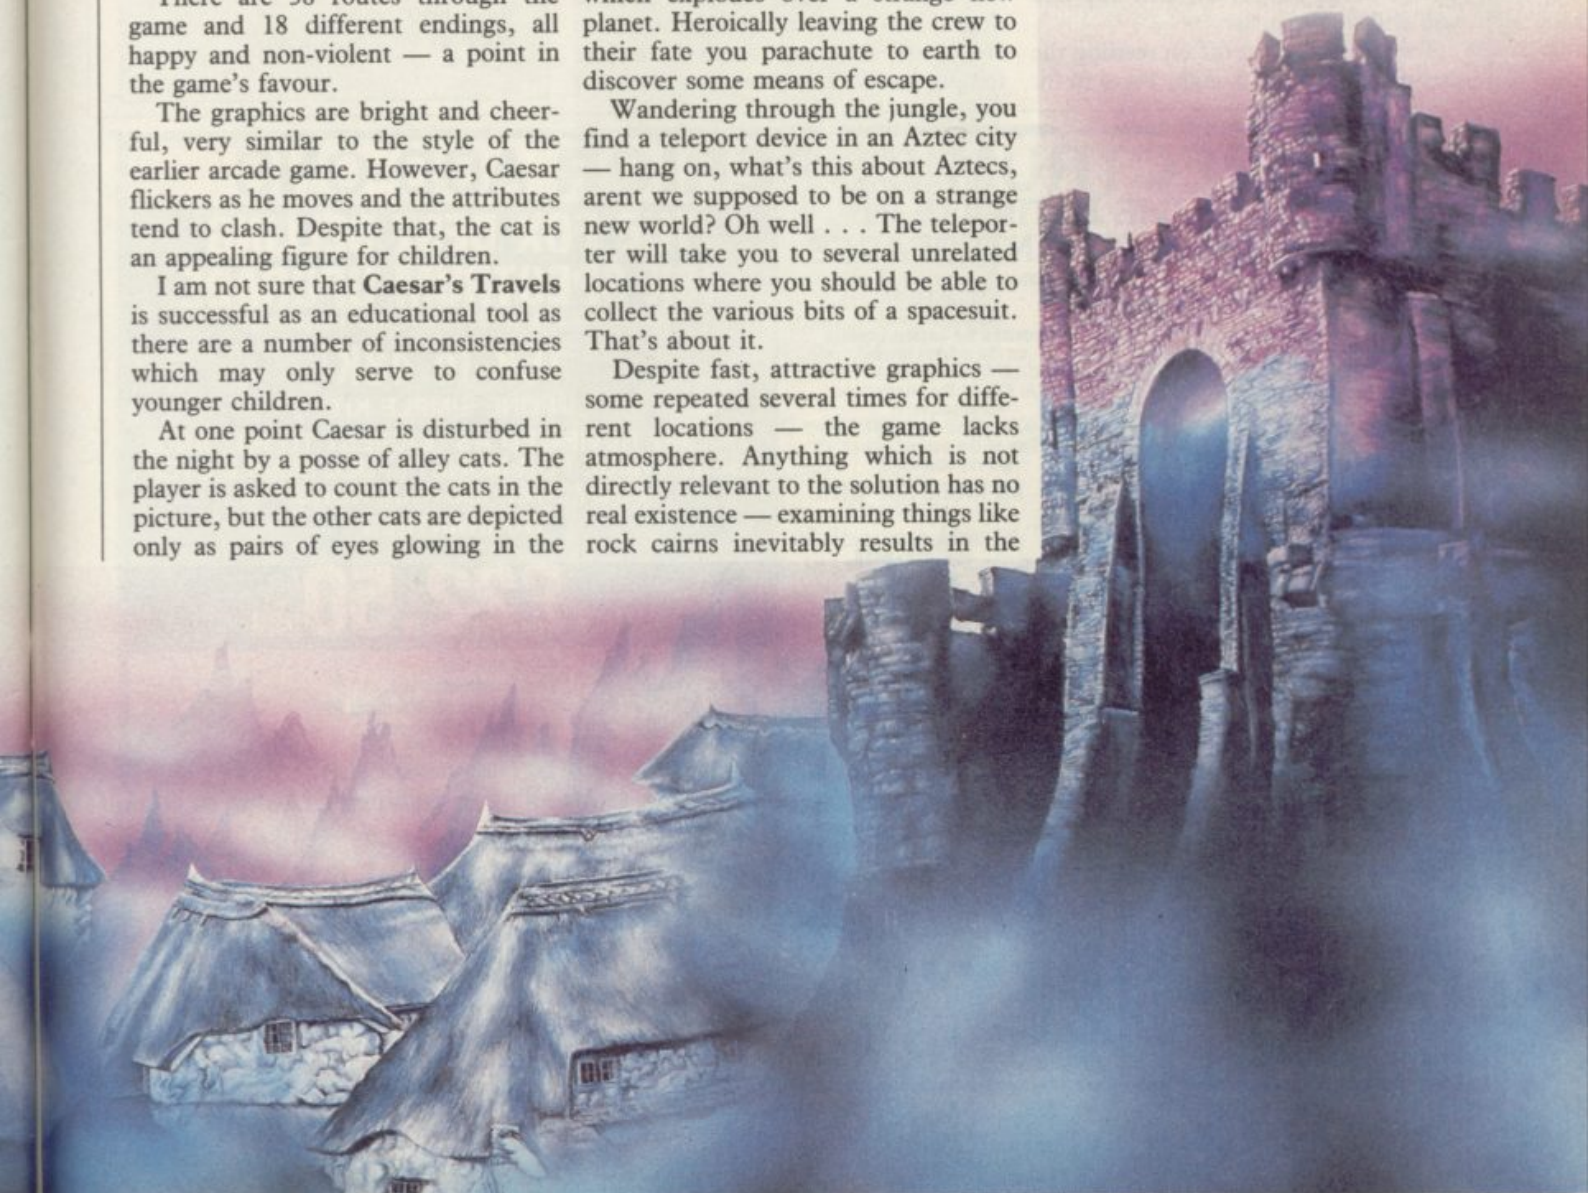 There are 38 routes through the
game and 18 different endings, all
happy and non-violent — a point in
the game's favour.
The graphics are bright and cheer-
ful, very similar to the style of the
earlier arcade game. However, Caesar
flickers as he moves and the attributes
tend to clash. Despite that, the cat is
an appealing figure for children.
I am not sure that Caesar's Travels
is successful as an educational tool as
there are a number of inconsistencies
which may only serve to confuse
younger children.
At one point Caesar is disturbed in
the night by a posse of alley cats. The
player is asked to count the cats in the
picture, but the other cats are depicted
only as pairs of eyes glowing in the
which explodes over a strange new
planet. Heroically leaving the crew to
their fate you parachute to earth to
discover some means of escape.
Wandering through the jungle, you
find a teleport device in an Aztec city
— hang on, what's this about Aztecs,
arent we supposed to be on a strange
new world? Oh well . . . The telepor-
ter will take you to several unrelated
locations where you should be able to
collect the various bits of a spacesuit.
That's about it.
Despite fast, attractive graphics —
some repeated several times for diffe-
rent locations — the game lacks
atmosphere. Anything which is not
directly relevant to the solution has no
real existence — examining things like
rock cairns inevitably results in the